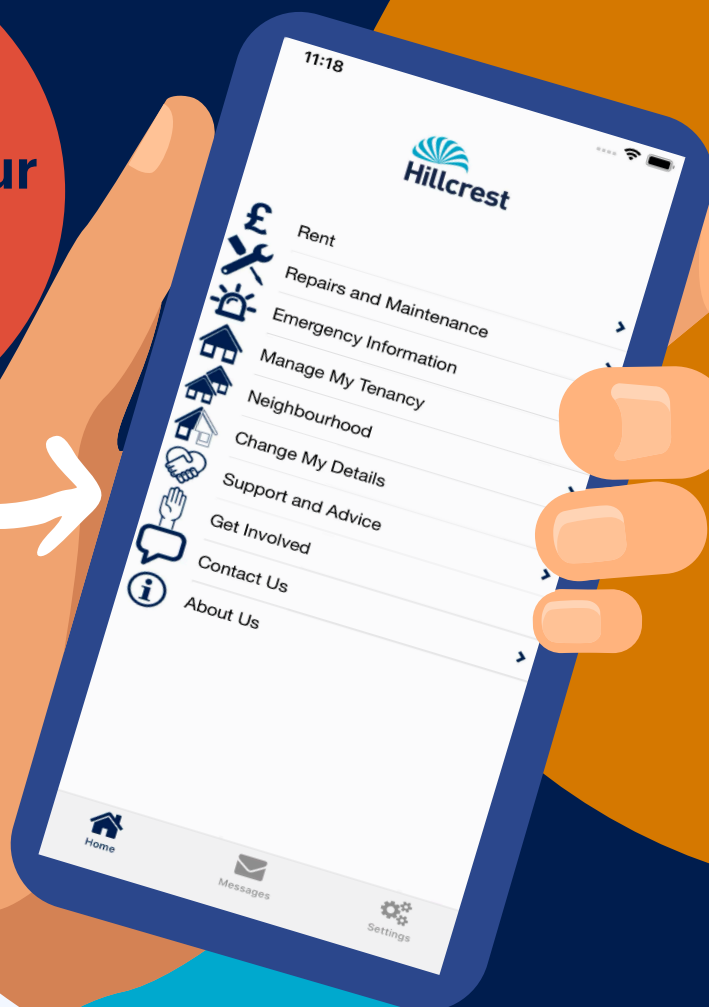 ur
11:18
Hillcrest
Rent
Repairs and Maintenance
Emergency Information
Manage My Tenancy
Neighbourhood
Change My Details
Support and Advice
Get Involved
Contact Us
About Us
Home
Messages
Settings